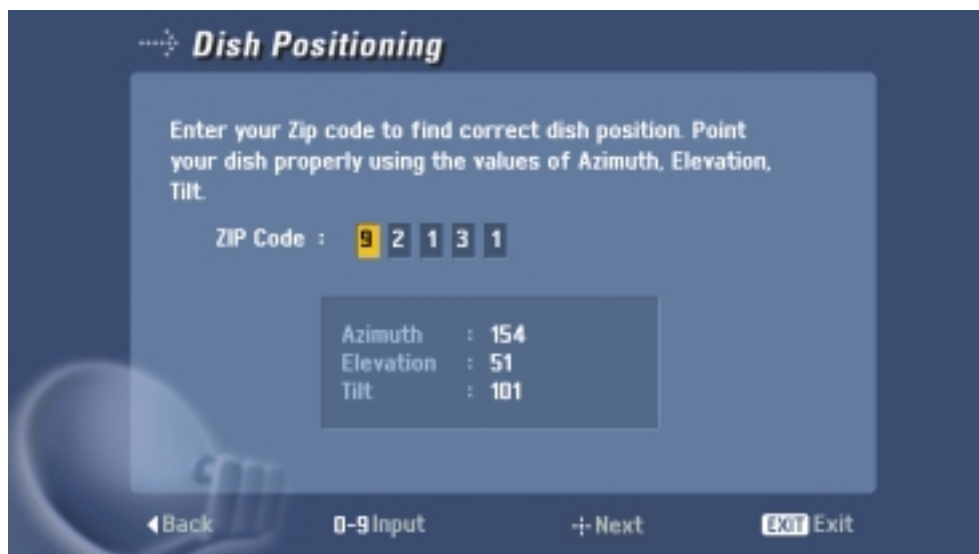 Dish Positioning
Enter your Zip code to find correct dish position. Point
your dish properly using the values of Azimuth, Elevation,
Tilt.
ZIP Code : 9 2 1 3 1
Azimuth : 154
Elevation : 51
Tilt : 101
Back 0-9 Input Next EXIT Exit